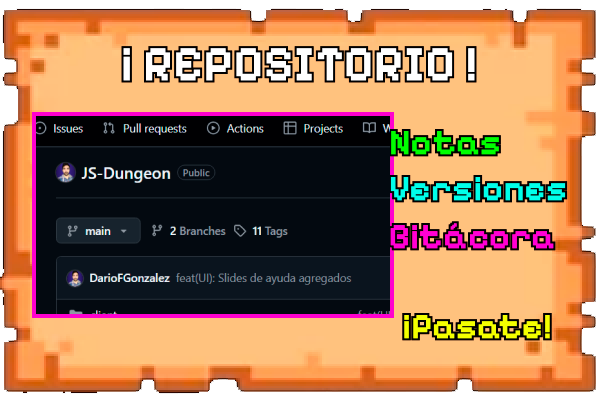 ¡REPOSITORIO!
Issues Pull requests Actions Projects W
JS-Dungeon Public
main 2 Branches 11 Tags
DarioFGonzalez feat(UI): Slides de ayuda agregados
Notas
Versiones
Bitácora
¡Pasate!